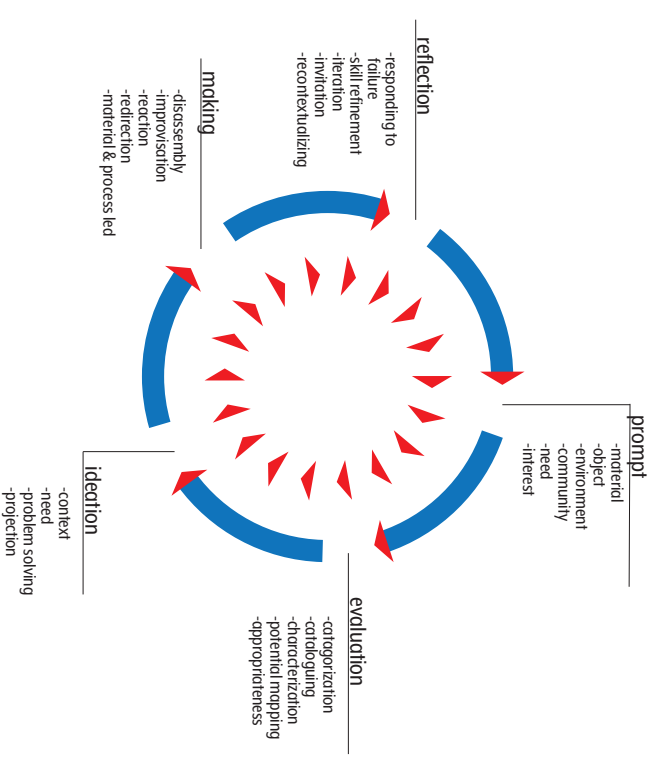 reflection
-responding to
failure
-skill refinement
-iteration
-invitation
-recontextualizing
prompt
-material
-object
-environment
-community
-need
-interest
evaluation
-catagorization
-cataloguing
-characterization
-potential mapping
-appropriateness
ideation
-context
-need
-problem solving
-projection
making
-disassembly
-improvisation
-reaction
-redirection
-material & process led